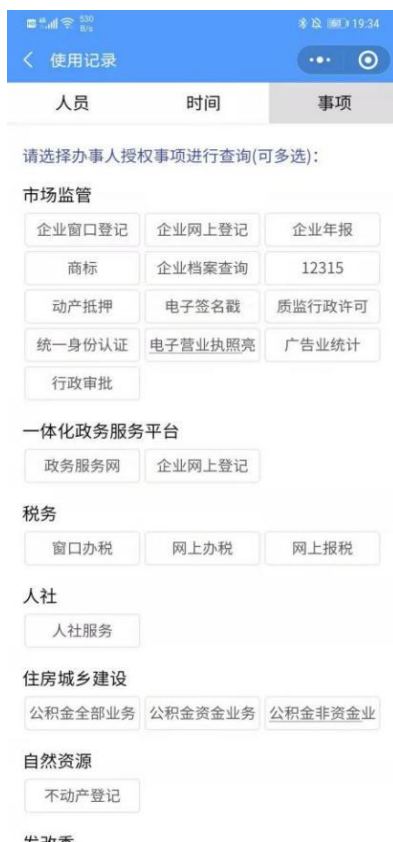 530
B/s
19:34
使用记录
人员 时间 事项
请选择办事人授权事项进行查询(可多选):
市场监管
企业窗口登记 企业网上登记 企业年报
商标 企业档案查询 12315
动产抵押 电子签名戳 质监行政许可
统一身份认证 电子营业执照亮 广告业统计
行政审批
一体化政务服务平台
政务服务网 企业网上登记
税务
窗口办税 网上办税 网上报税
人社
人社服务
住房城乡建设
公积金全部业务 公积金资金业务 公积金非资金业
自然资源
不动产登记
发改委